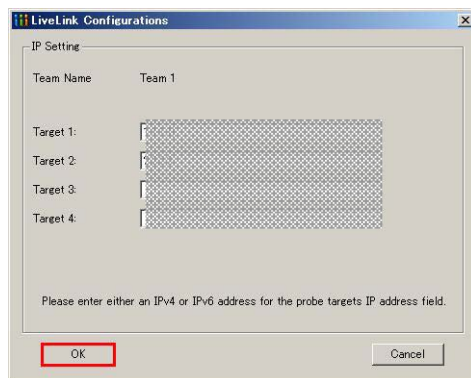 LiveLink Configurations
IP Setting
Team Name Team 1
Target 1:
Target 2:
Target 3:
Target 4:
Please enter either an IPv4 or IPv6 address for the probe targets IP address field.
OK Cancel